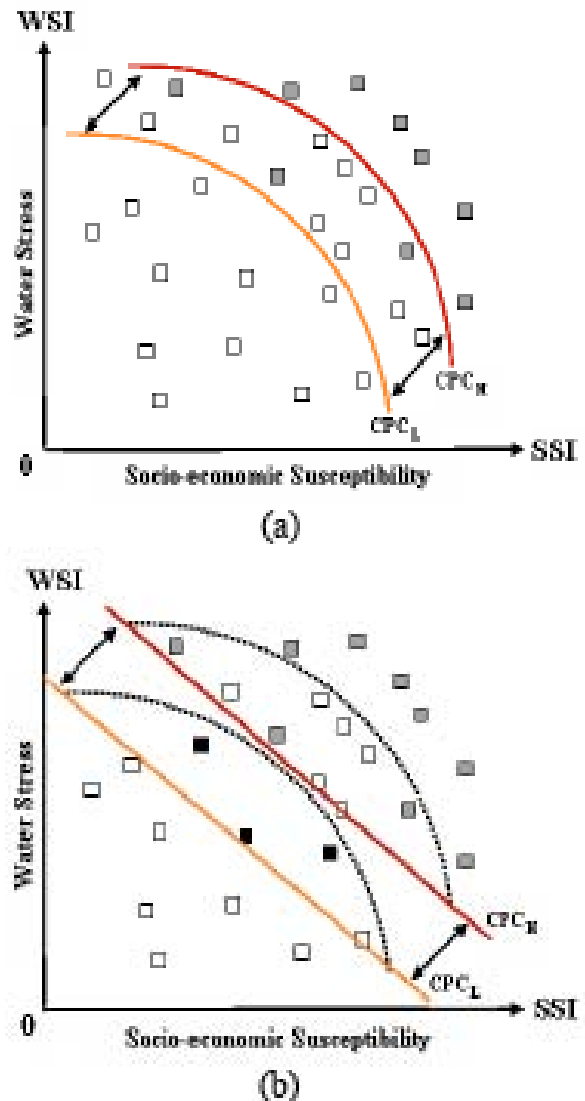 WSI
Water Stress
CPC_H
CPC_L
0
SSI
Socio-economic Susceptibility
(a)
WSI
Water Stress
CPC_H
CPC_L
0
SSI
Socio-economic Susceptibility
(b)